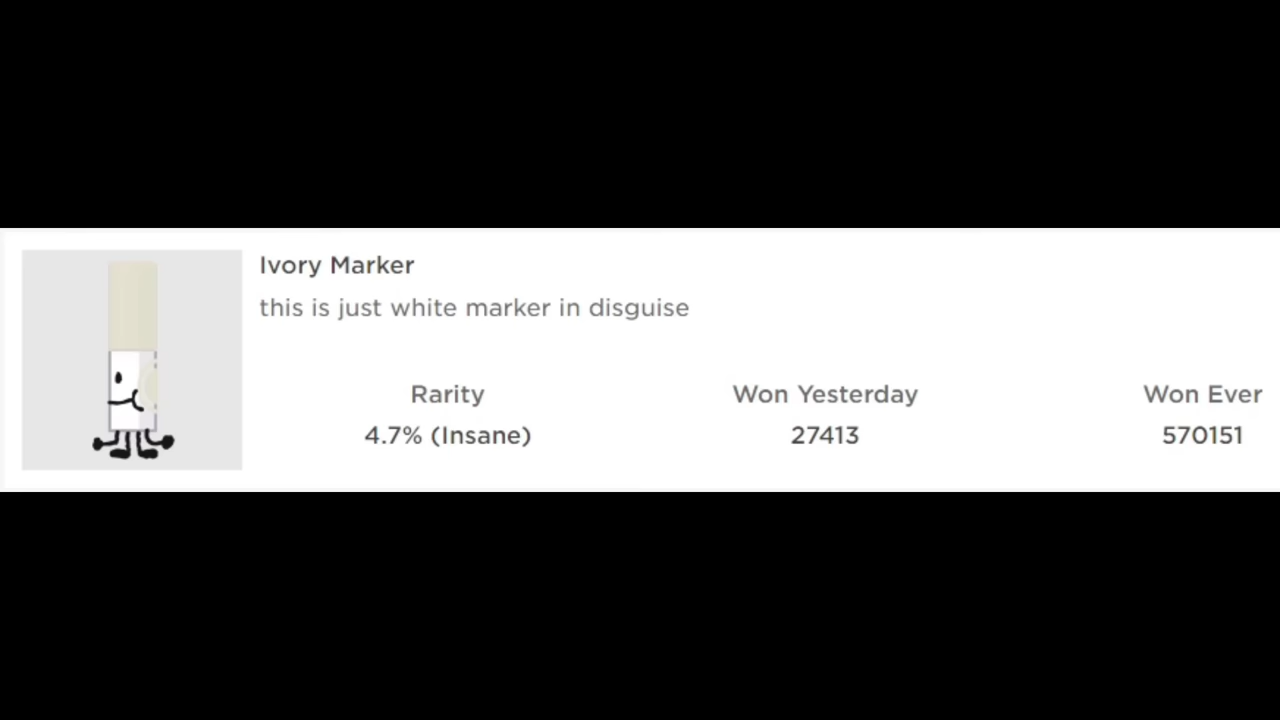 Ivory Marker
this is just white marker in disguise
Rarity Won Yesterday Won Ever
4.7% (Insane) 27413 570151